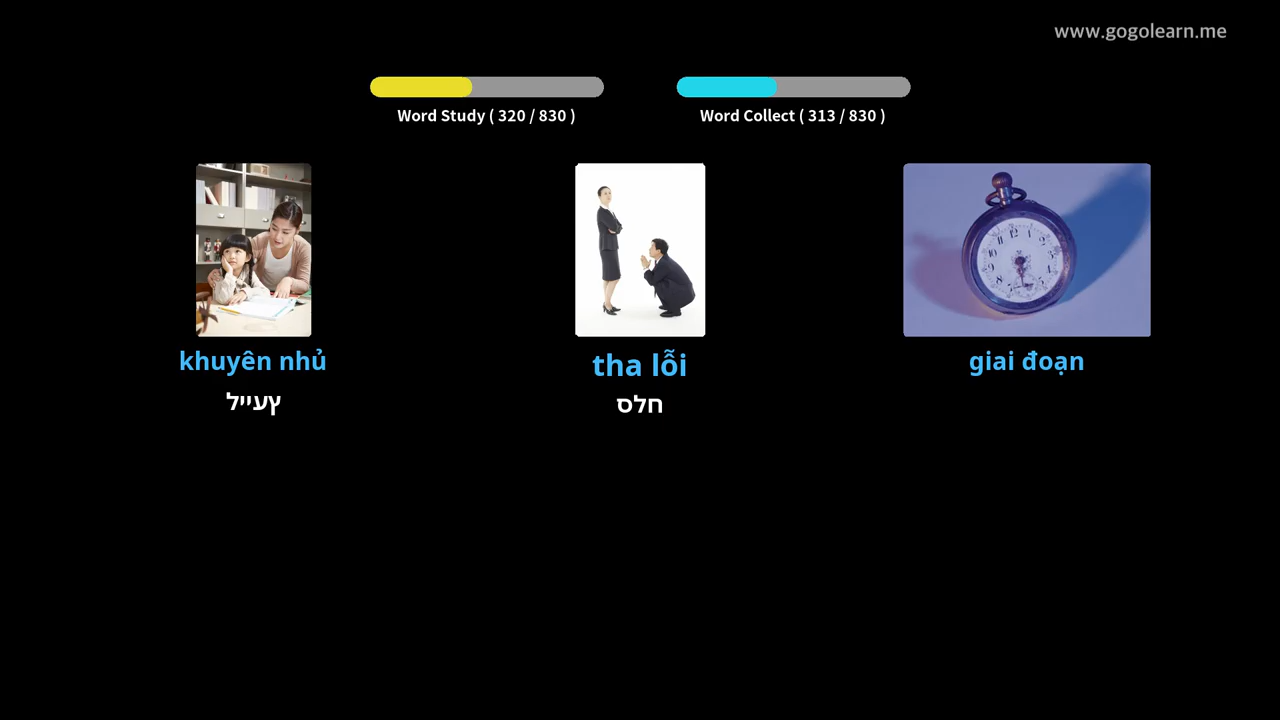 www.gogolearn.me
Word Study ( 320 / 830 )
Word Collect ( 313 / 830 )
khuyên nhủ
ץעייל
tha lỗi
חלס
giai đoạn